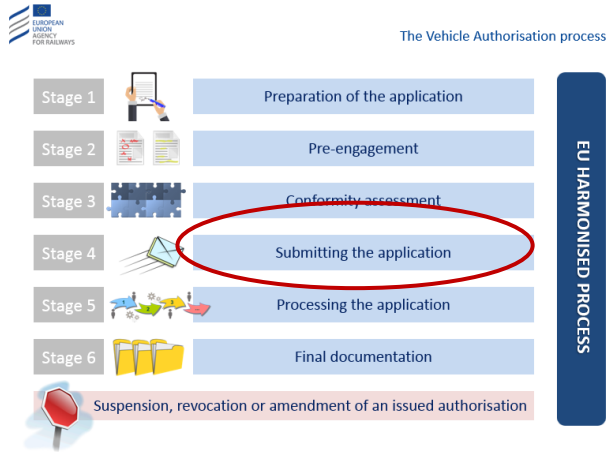 EUROPEAN
UNION
AGENCY
FOR RAILWAYS
The Vehicle Authorisation process
Stage 1
Preparation of the application
Stage 2
Pre-engagement
Stage 3
Conformity assessment
Stage 4
Submitting the application
Stage 5
Processing the application
Stage 6
Final documentation
Suspension, revocation or amendment of an issued authorisation
EU HARMONISED PROCESS